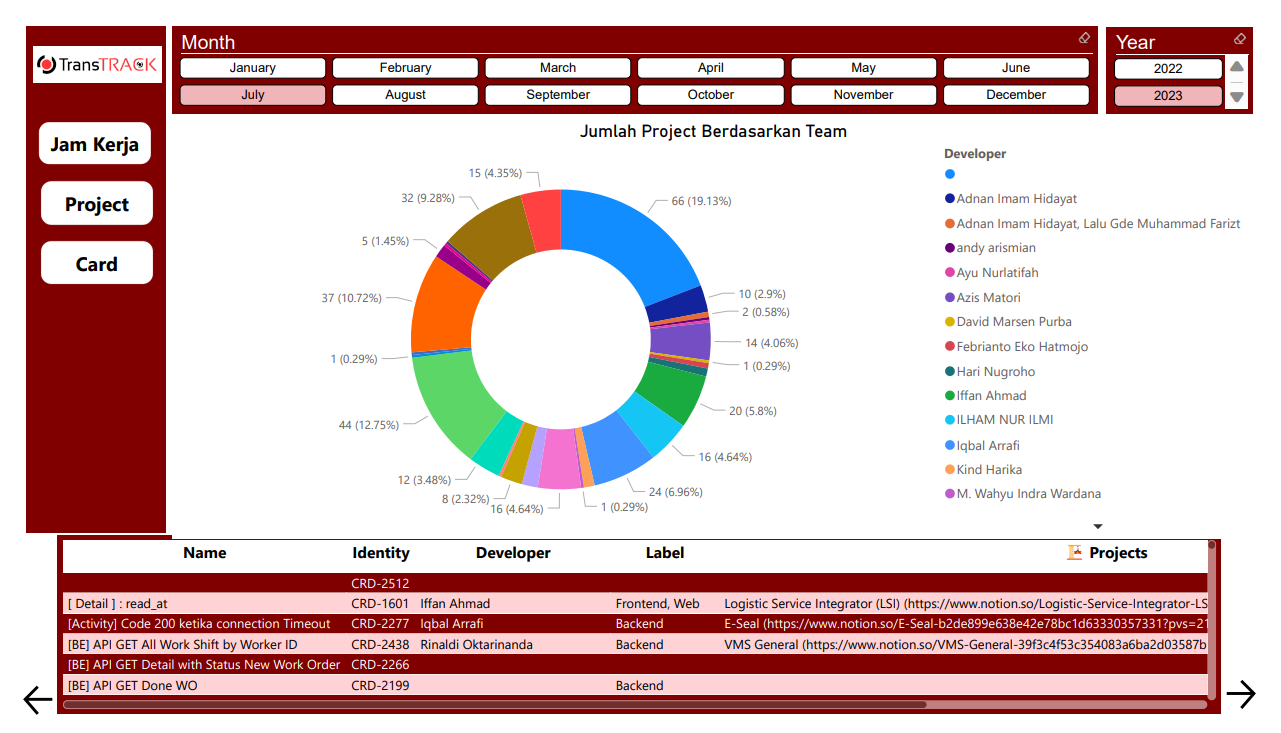 TransTRACK
Month
January February March April May June
July August September October November December
Year
2022
2023
Jam Kerja
Project
Card
Jumlah Project Berdasarkan Team
15 (4.35%)
32 (9.28%)
66 (19.13%)
5 (1.45%)
10 (2.9%)
37 (10.72%)
2 (0.58%)
14 (4.06%)
1 (0.29%)
1 (0.29%)
20 (5.8%)
44 (12.75%)
16 (4.64%)
12 (3.48%)
24 (6.96%)
8 (2.32%)
16 (4.64%)
1 (0.29%)
Developer
Adnan Imam Hidayat
Adnan Imam Hidayat, Lalu Gde Muhammad Farizt
andy arismian
Ayu Nurlatifah
Azis Matori
David Marsen Purba
Febrianto Eko Hatmojo
Hari Nugroho
Iffan Ahmad
ILHAM NUR ILMI
Iqbal Arrafi
Kind Harika
M. Wahyu Indra Wardana
Name Identity Developer Label Projects
CRD-2512
[ Detail ] : read_at CRD-1601 Iffan Ahmad Frontend, Web Logistic Service Integrator (LSI) (https://www.notion.so/Logistic-Service-Integrator-LS
[Activity] Code 200 ketika connection Timeout CRD-2277 Iqbal Arrafi Backend E-Seal (https://www.notion.so/E-Seal-b2de899e638e42e78bc1d63330357331?pvs=21
[BE] API GET All Work Shift by Worker ID CRD-2438 Rinaldi Oktarinanda Backend VMS General (https://www.notion.so/VMS-General-39f3c4f53c354083a6ba2d03587b
[BE] API GET Detail with Status New Work Order CRD-2266
[BE] API GET Done WO CRD-2199 Backend